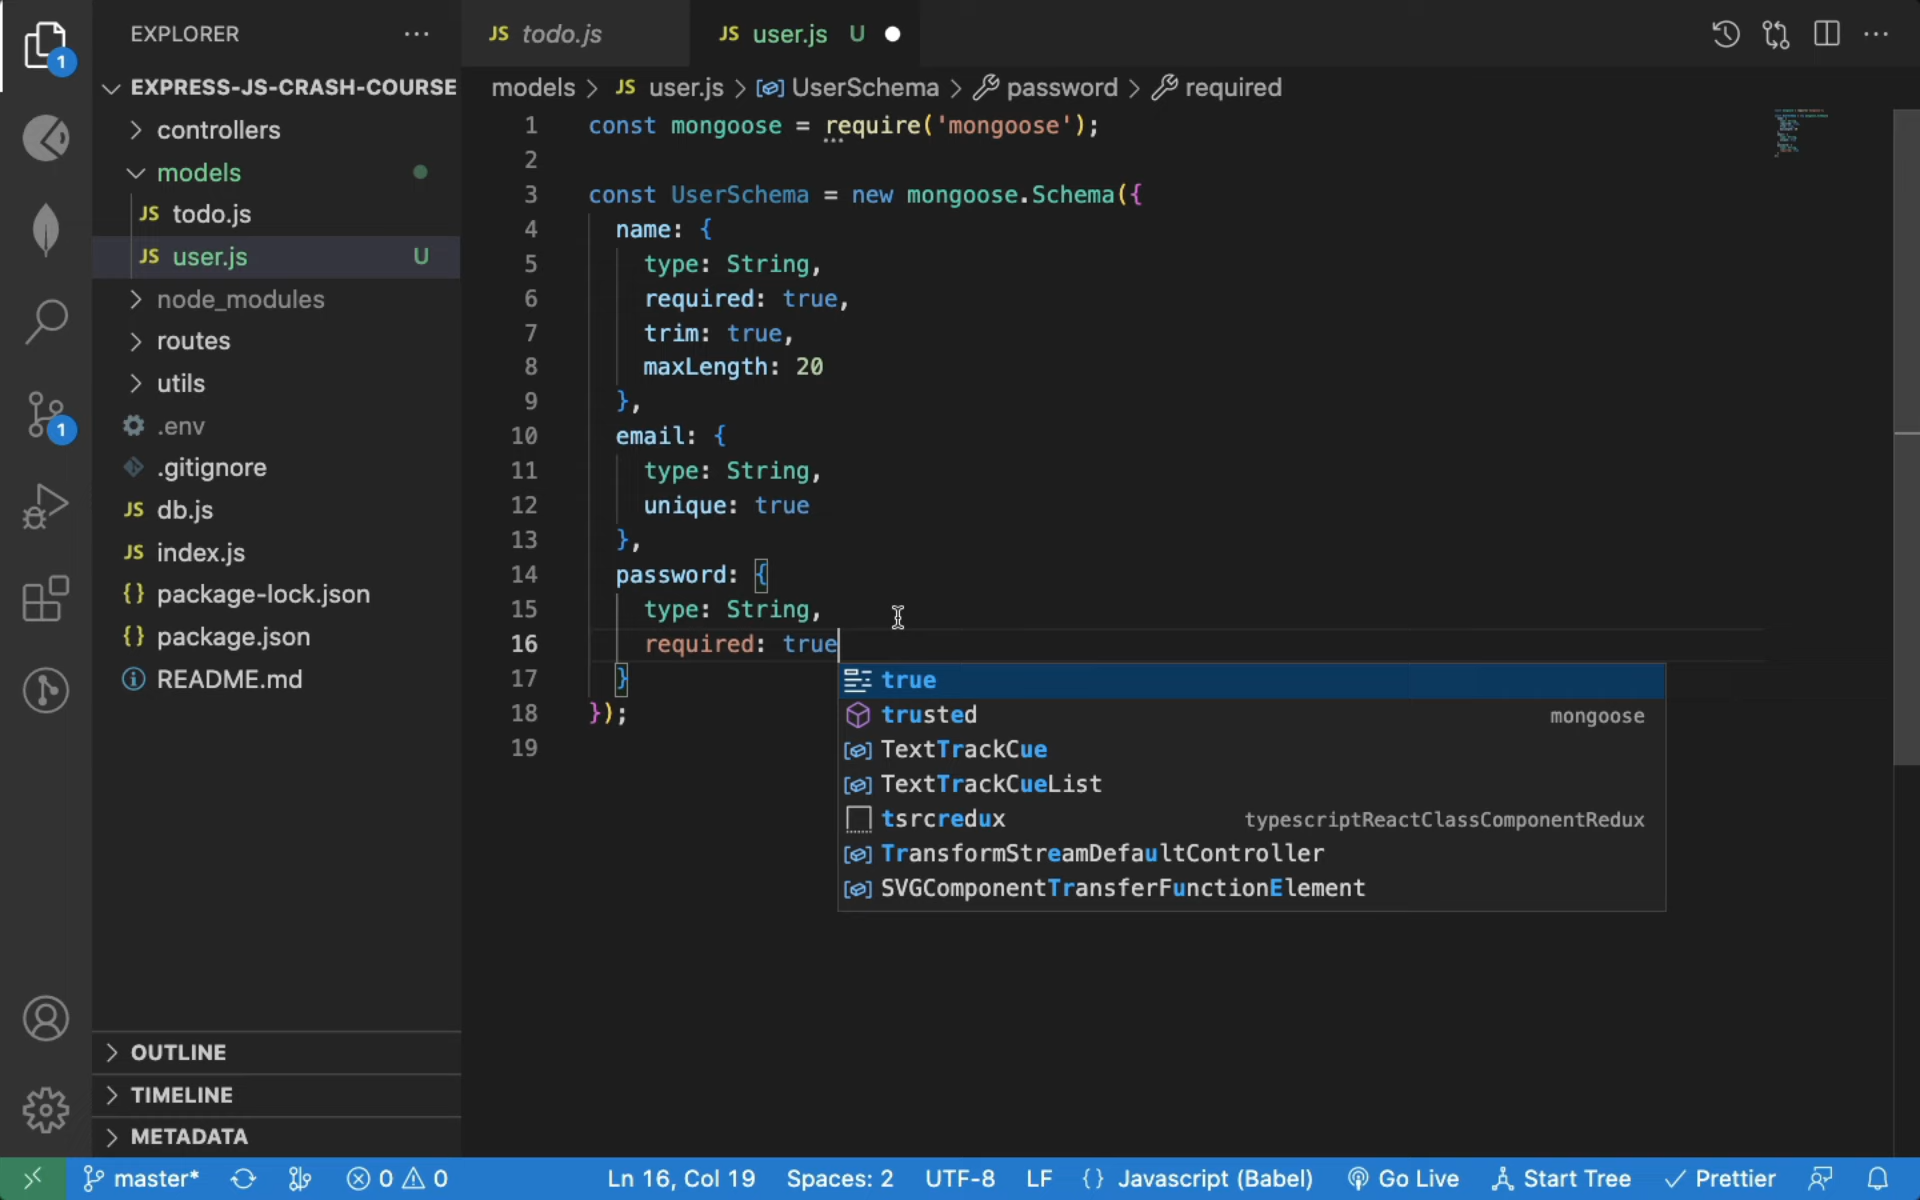 EXPLORER
EXPRESS-JS-CRASH-COURSE
controllers
models
JS todo.js
JS user.js U
node_modules
routes
utils
.env
.gitignore
JS db.js
JS index.js
{} package-lock.json
{} package.json
README.md
OUTLINE
TIMELINE
METADATA
1
1
JS todo.js
JS user.js U
models > JS user.js > UserSchema > password > required
1 const mongoose = require('mongoose');
2
3 const UserSchema = new mongoose.Schema({
4 name: {
5 type: String,
6 required: true,
7 trim: true,
8 maxLength: 20
9 },
10 email: {
11 type: String,
12 unique: true
13 },
14 password: {
15 type: String,
16 required: true
17 }
18 });
19
true
trusted mongoose
TextTrackCue
TextTrackCueList
tsrcredux typescriptReactClassComponentRedux
TransformStreamDefaultController
SVGComponentTransferFunctionElement
master* 0 0 Ln 16, Col 19 Spaces: 2 UTF-8 LF {} Javascript (Babel) Go Live Start Tree Prettier